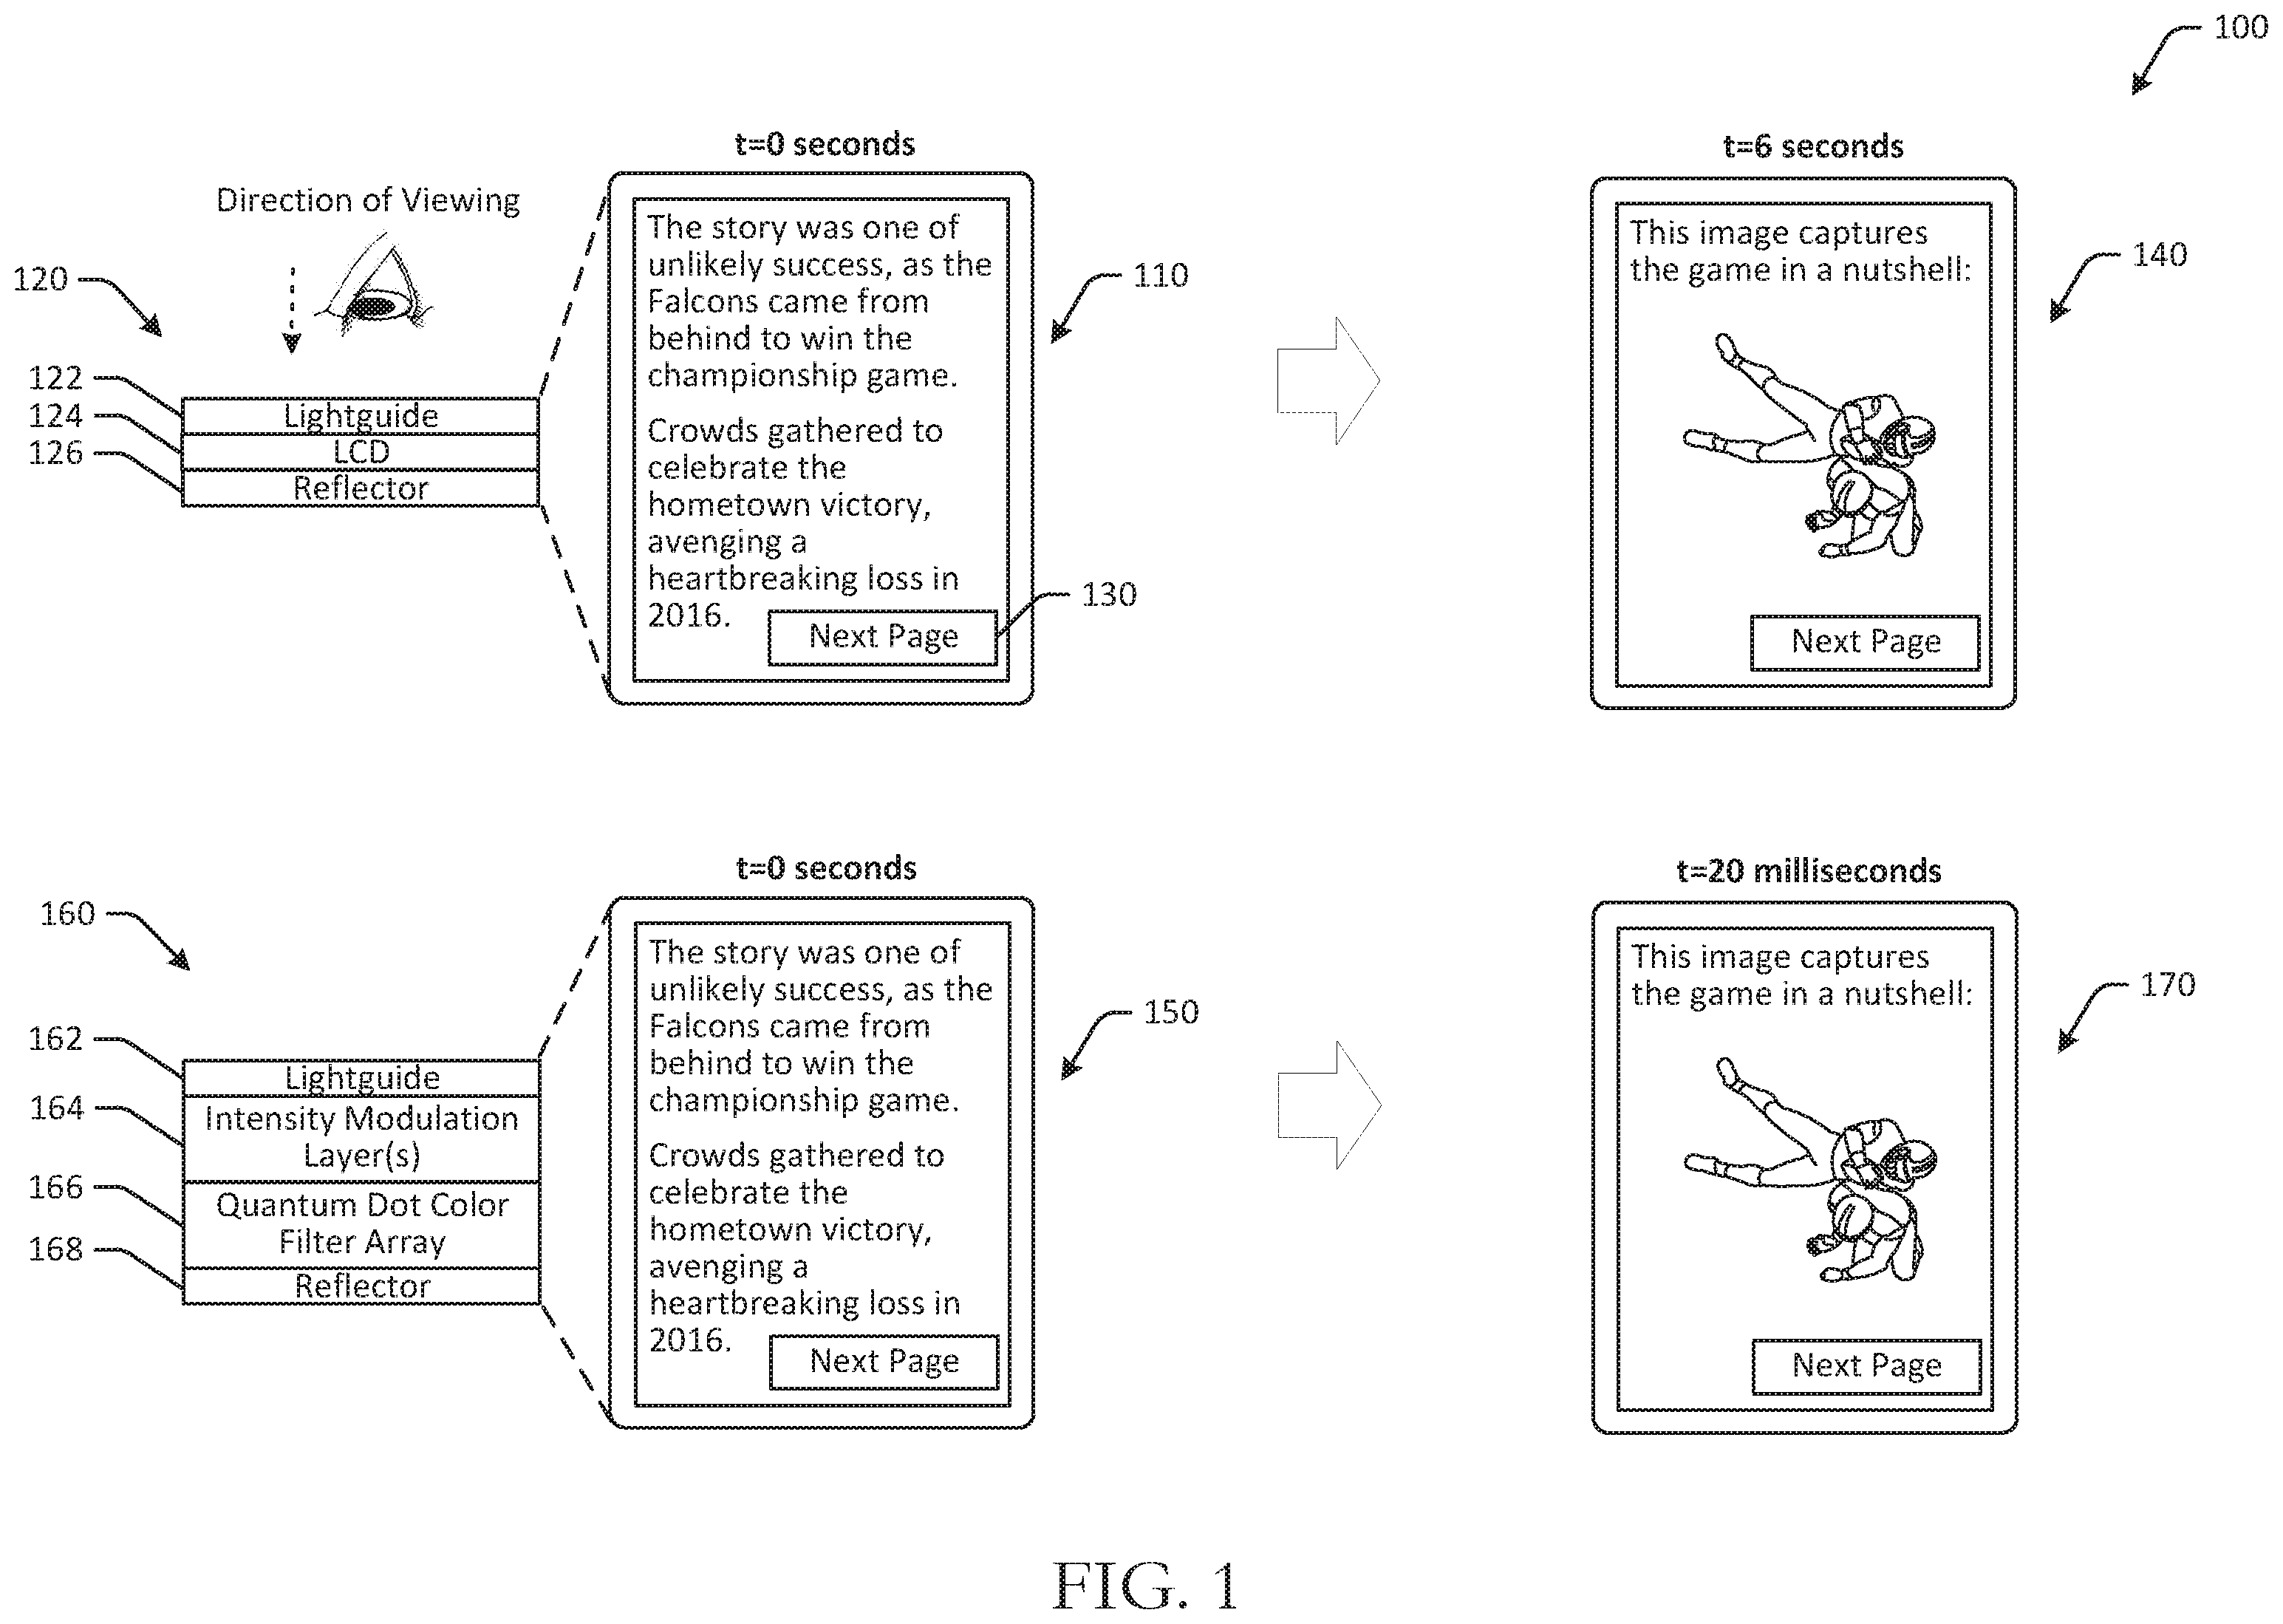 100
t=0 seconds
t=6 seconds
Direction of Viewing
120
122
124
126
Lightguide
LCD
Reflector
The story was one of
unlikely success, as the
Falcons came from
behind to win the
championship game.
Crowds gathered to
celebrate the
hometown victory,
avenging a
heartbreaking loss in
2016.
Next Page
110
130
This image captures
the game in a nutshell:
Next Page
140
t=0 seconds
t=20 milliseconds
160
162
164
166
168
Lightguide
Intensity Modulation
Layer(s)
Quantum Dot Color
Filter Array
Reflector
The story was one of
unlikely success, as the
Falcons came from
behind to win the
championship game.
Crowds gathered to
celebrate the
hometown victory,
avenging a
heartbreaking loss in
2016.
Next Page
150
This image captures
the game in a nutshell:
Next Page
170
FIG. 1